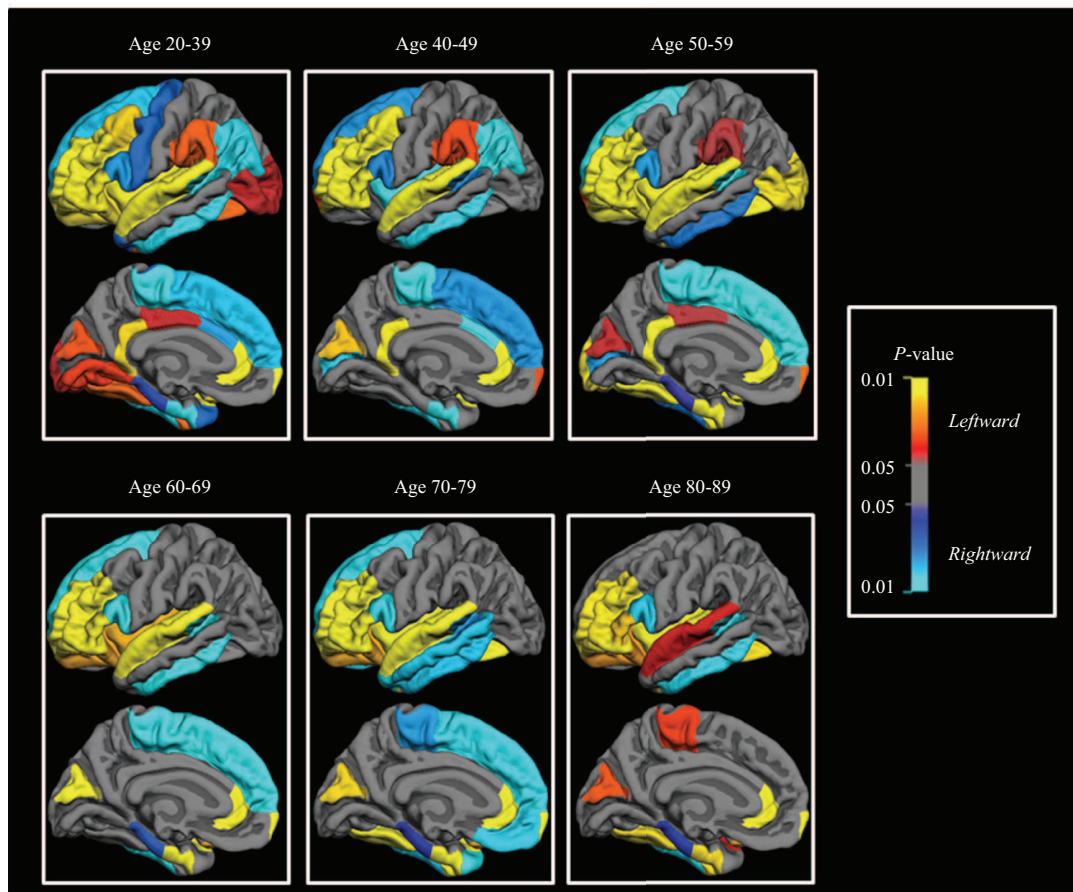 Age 20-39
Age 40-49
Age 50-59
P-value
0.01
Leftward
0.05
0.05
Rightward
0.01
Age 60-69
Age 70-79
Age 80-89